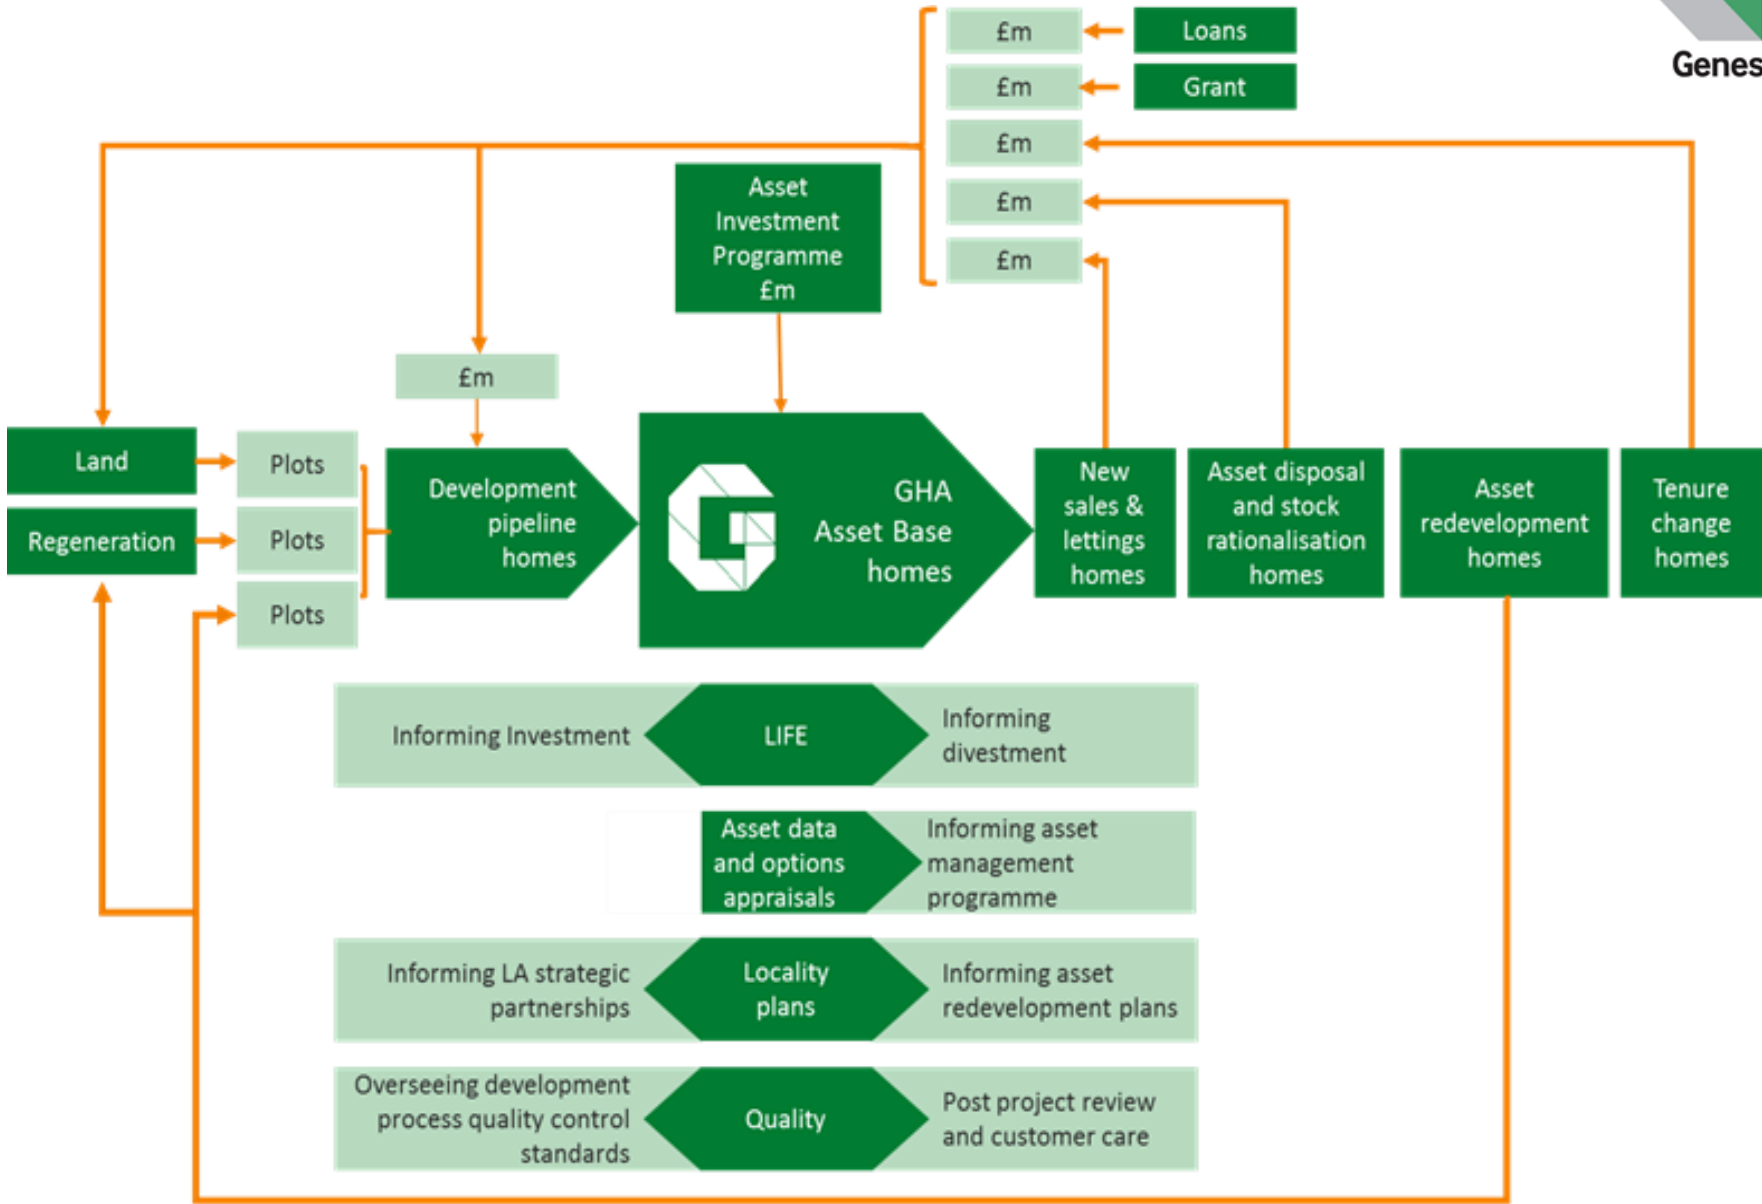 £m
Loans
Genes
£m
Grant
£m
£m
£m
Asset
Investment
Programme
£m
£m
Land
Plots
Regeneration
Plots
Plots
Development
pipeline
homes
GHA
Asset Base
homes
New
sales &
lettings
homes
Asset disposal
and stock
rationalisation
homes
Asset
redevelopment
homes
Tenure
change
homes
Informing Investment
LIFE
Informing
divestment
Asset data
and options
appraisals
Informing asset
management
programme
Informing LA strategic
partnerships
Locality
plans
Informing asset
redevelopment plans
Overseeing development
process quality control
standards
Quality
Post project review
and customer care